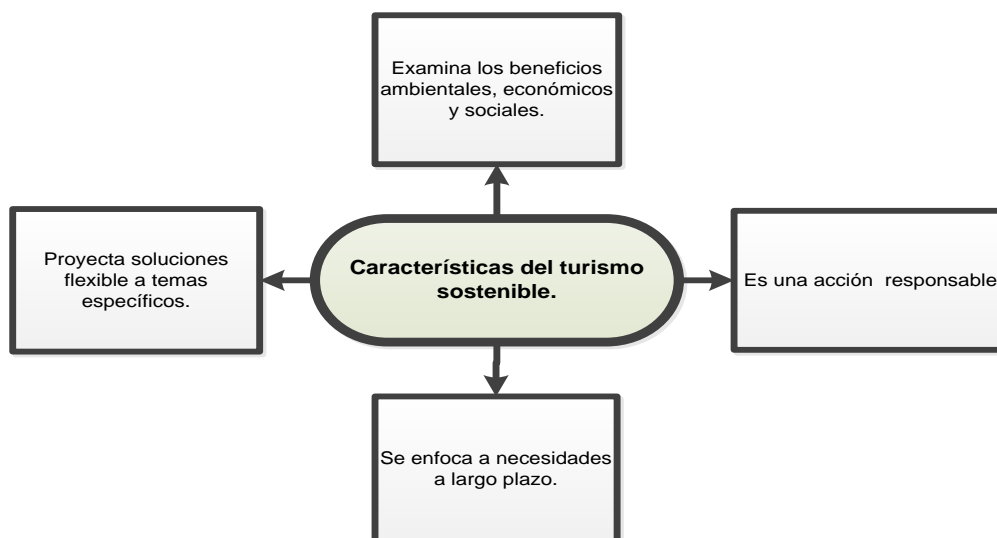 Examina los beneficios
ambientales, económicos
y sociales.
Proyecta soluciones
flexible a temas
específicos.
Características del turismo
sostenible.
Es una acción  responsable
Se enfoca a necesidades
a largo plazo.